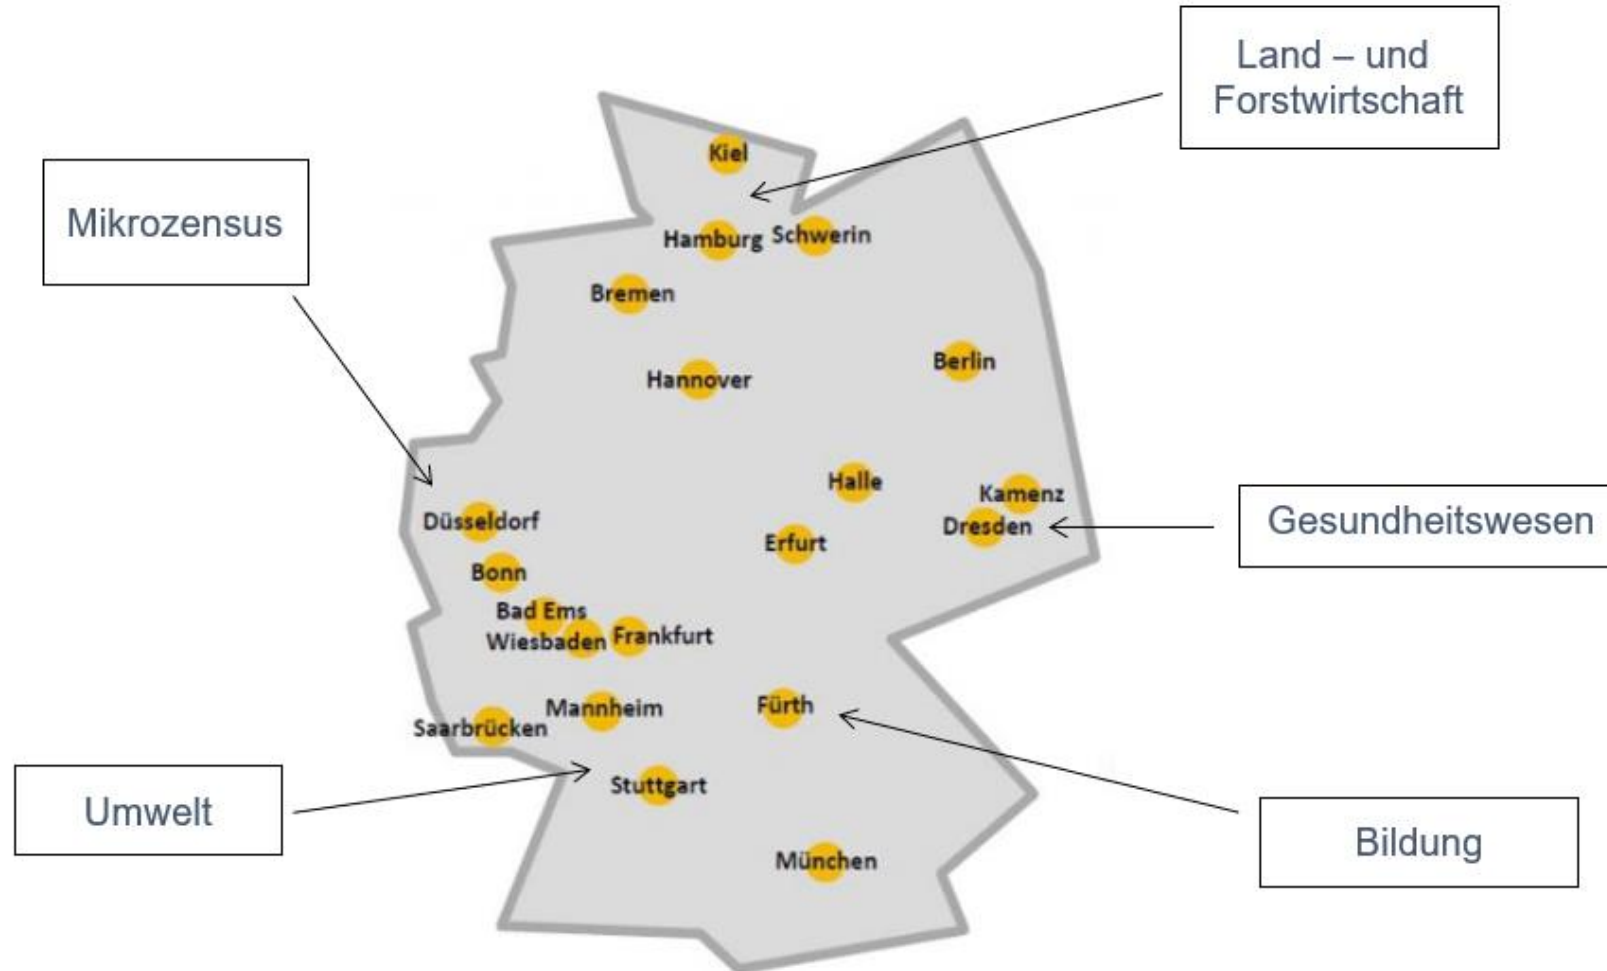 Land – und
Forstwirtschaft
Kiel
Mikrozensus
Hamburg
Schwerin
Bremen
Berlin
Hannover
Halle
Kamenz
Düsseldorf
Dresden
Gesundheitswesen
Erfurt
Bonn
Bad Ems
Wiesbaden
Frankfurt
Mannheim
Fürth
Saarbrücken
Stuttgart
Umwelt
Bildung
München